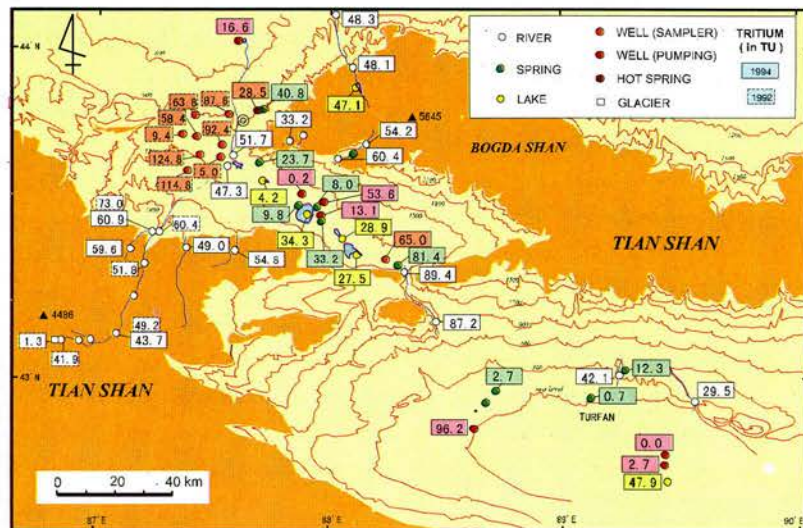 16. 6
48. 3
44°N
RIVER
SPRING
LAKE
WELL (SAMPLER)
WELL (PUMPING)
HOT SPRING
GLACIER
TRITIUM
( in TU )
1994
1992
48. 1
47. 1
28. 5
40. 8
63. 8
87. 8
58. 4
9. 4
92. 4
51. 7
33. 2
5645
BOGDA SHAN
54. 2
60. 4
124. 8
5. 0
23. 7
47. 3
114. 8
0. 2
8. 0
53. 6
4. 2
9. 8
13. 1
73. 0
60. 9
60. 4
28. 9
34. 3
65. 0
TIAN SHAN
59. 6
49. 0
54. 8
33. 2
81. 4
51. 8
27. 5
89. 4
4486
87. 2
49. 2
43. 7
1. 3
41. 9
43°N
TIAN SHAN
2. 7
42. 1
12. 3
0. 7
29. 5
TURFAN
96. 2
0. 0
2. 7
47. 9
0 20 40 km
87° E
88° E
89° E
90° E